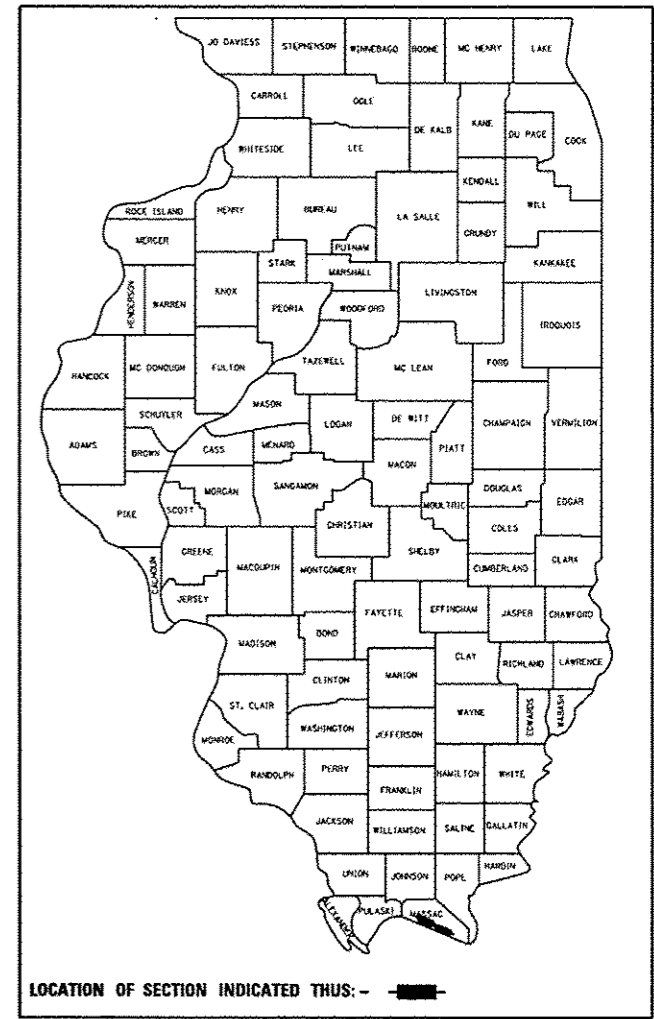 JO DAVIESS STEPHENSON WINNEBAGO BOONE MC HENRY LAKE
CARROLL OGLE DE KALB KANE DU PAGE COOK
WHITESIDE LEE KENDALL WILL
ROCK ISLAND HENRY BUREAU LA SALLE GRUNDY
MERCER STARK PUTNAM MARSHALL KANKAKEE
HENDERSON WARREN KNOX PEORIA WOODFORD LIVINGSTON IROQUOIS
HANCOCK MC DONOUGH FULTON TAZEWELL MC LEAN FORD
SCHUYLER MASON LOGAN DE WITT CHAMPAIGN VERMILION
ADAMS BROWN CASS MENARD MACON PIATT
PIKE SCOTT MORGAN SANGAMON CHRISTIAN MOULTRIE DOUGLAS EDGAR
COLES
CALHOUN GREENE MACOUPIN MONTGOMERY SHELBY CUMBERLAND CLARK
JERSEY FAYETTE EFFINGHAM JASPER CRAWFORD
MADISON BOND CLAY RICHLAND LAWRENCE
CLINTON MARION
ST. CLAIR WAYNE EDWARDS WABASH
MONROE WASHINGTON JEFFERSON
RANDOLPH PERRY HAMILTON WHITE
FRANKLIN
JACKSON WILLIAMSON SALINE GALLATIN
UNION JOHNSON POPE HARDIN
ALEXANDER PULASKI MASSAC
LOCATION OF SECTION INDICATED THUS:-